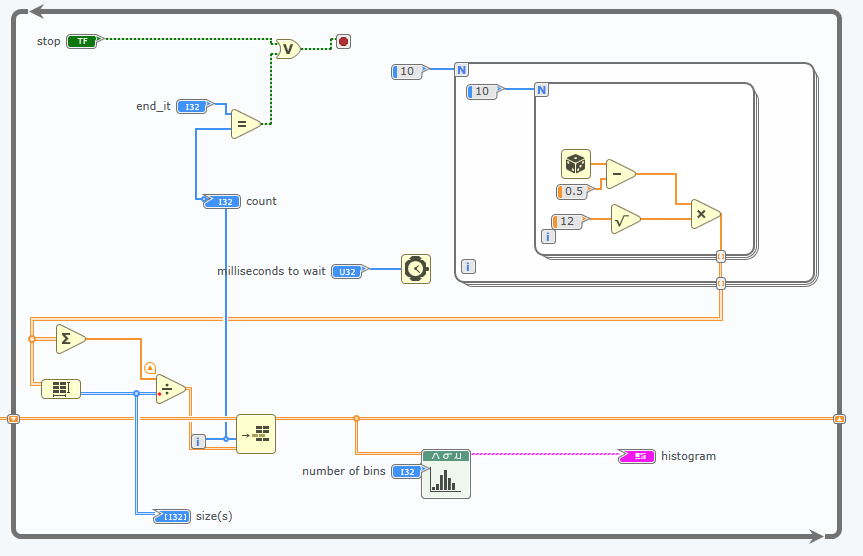 stop TF
V
10 N
10 N
end_it I32
=
0.5
−
I32 count
12 √
×
i
milliseconds to wait U32
i
Σ
÷
i
number of bins I32
σ
histogram
[I32] size(s)